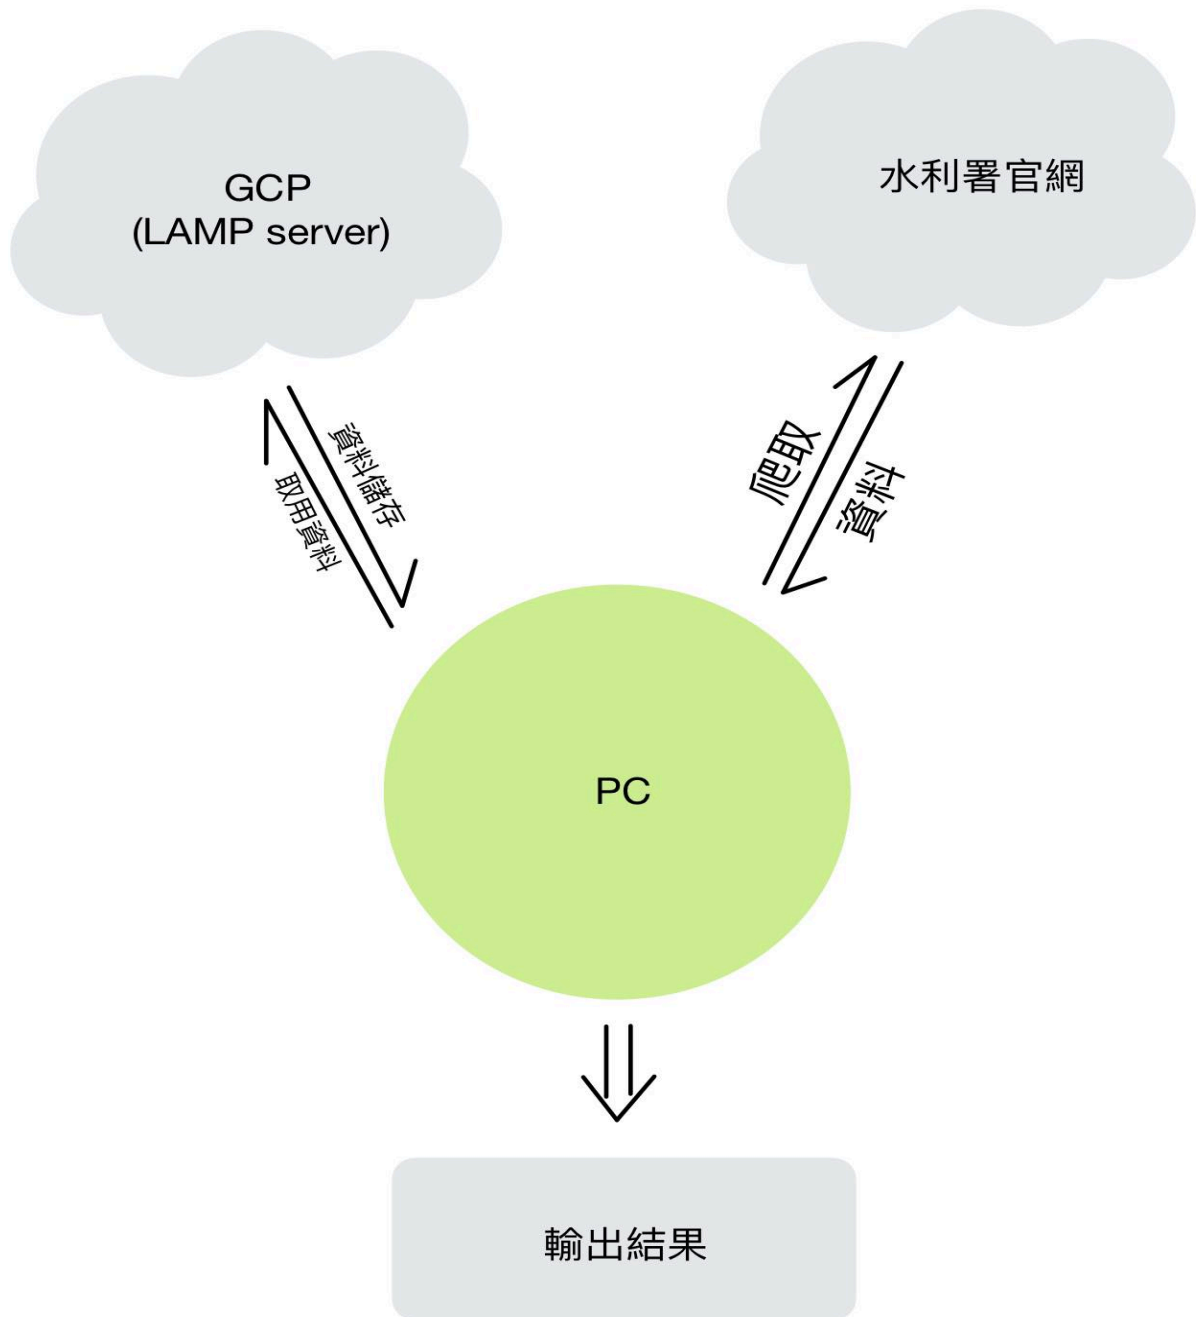 GCP
(LAMP server)
水利署官網
資料儲存
取用資料
爬取
資料
PC
輸出結果